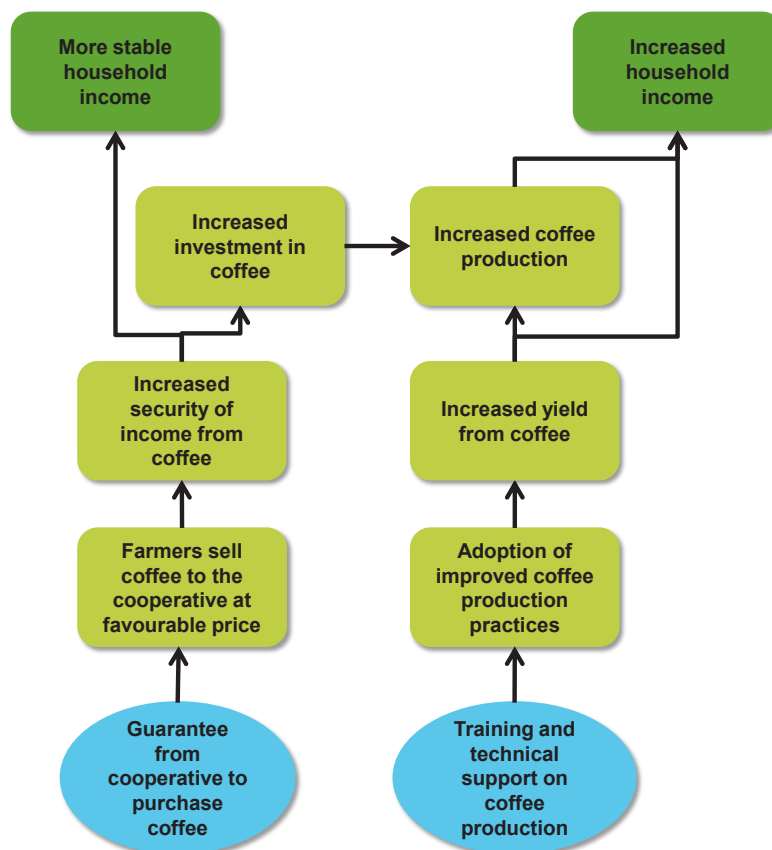 More stable
household
income
Increased
household
income
Increased
investment in
coffee
Increased coffee
production
Increased
security of
income from
coffee
Increased yield
from coffee
Farmers sell
coffee to the
cooperative at
favourable price
Adoption of
improved coffee
production
practices
Guarantee
from
cooperative to
purchase
coffee
Training and
technical
support on
coffee
production